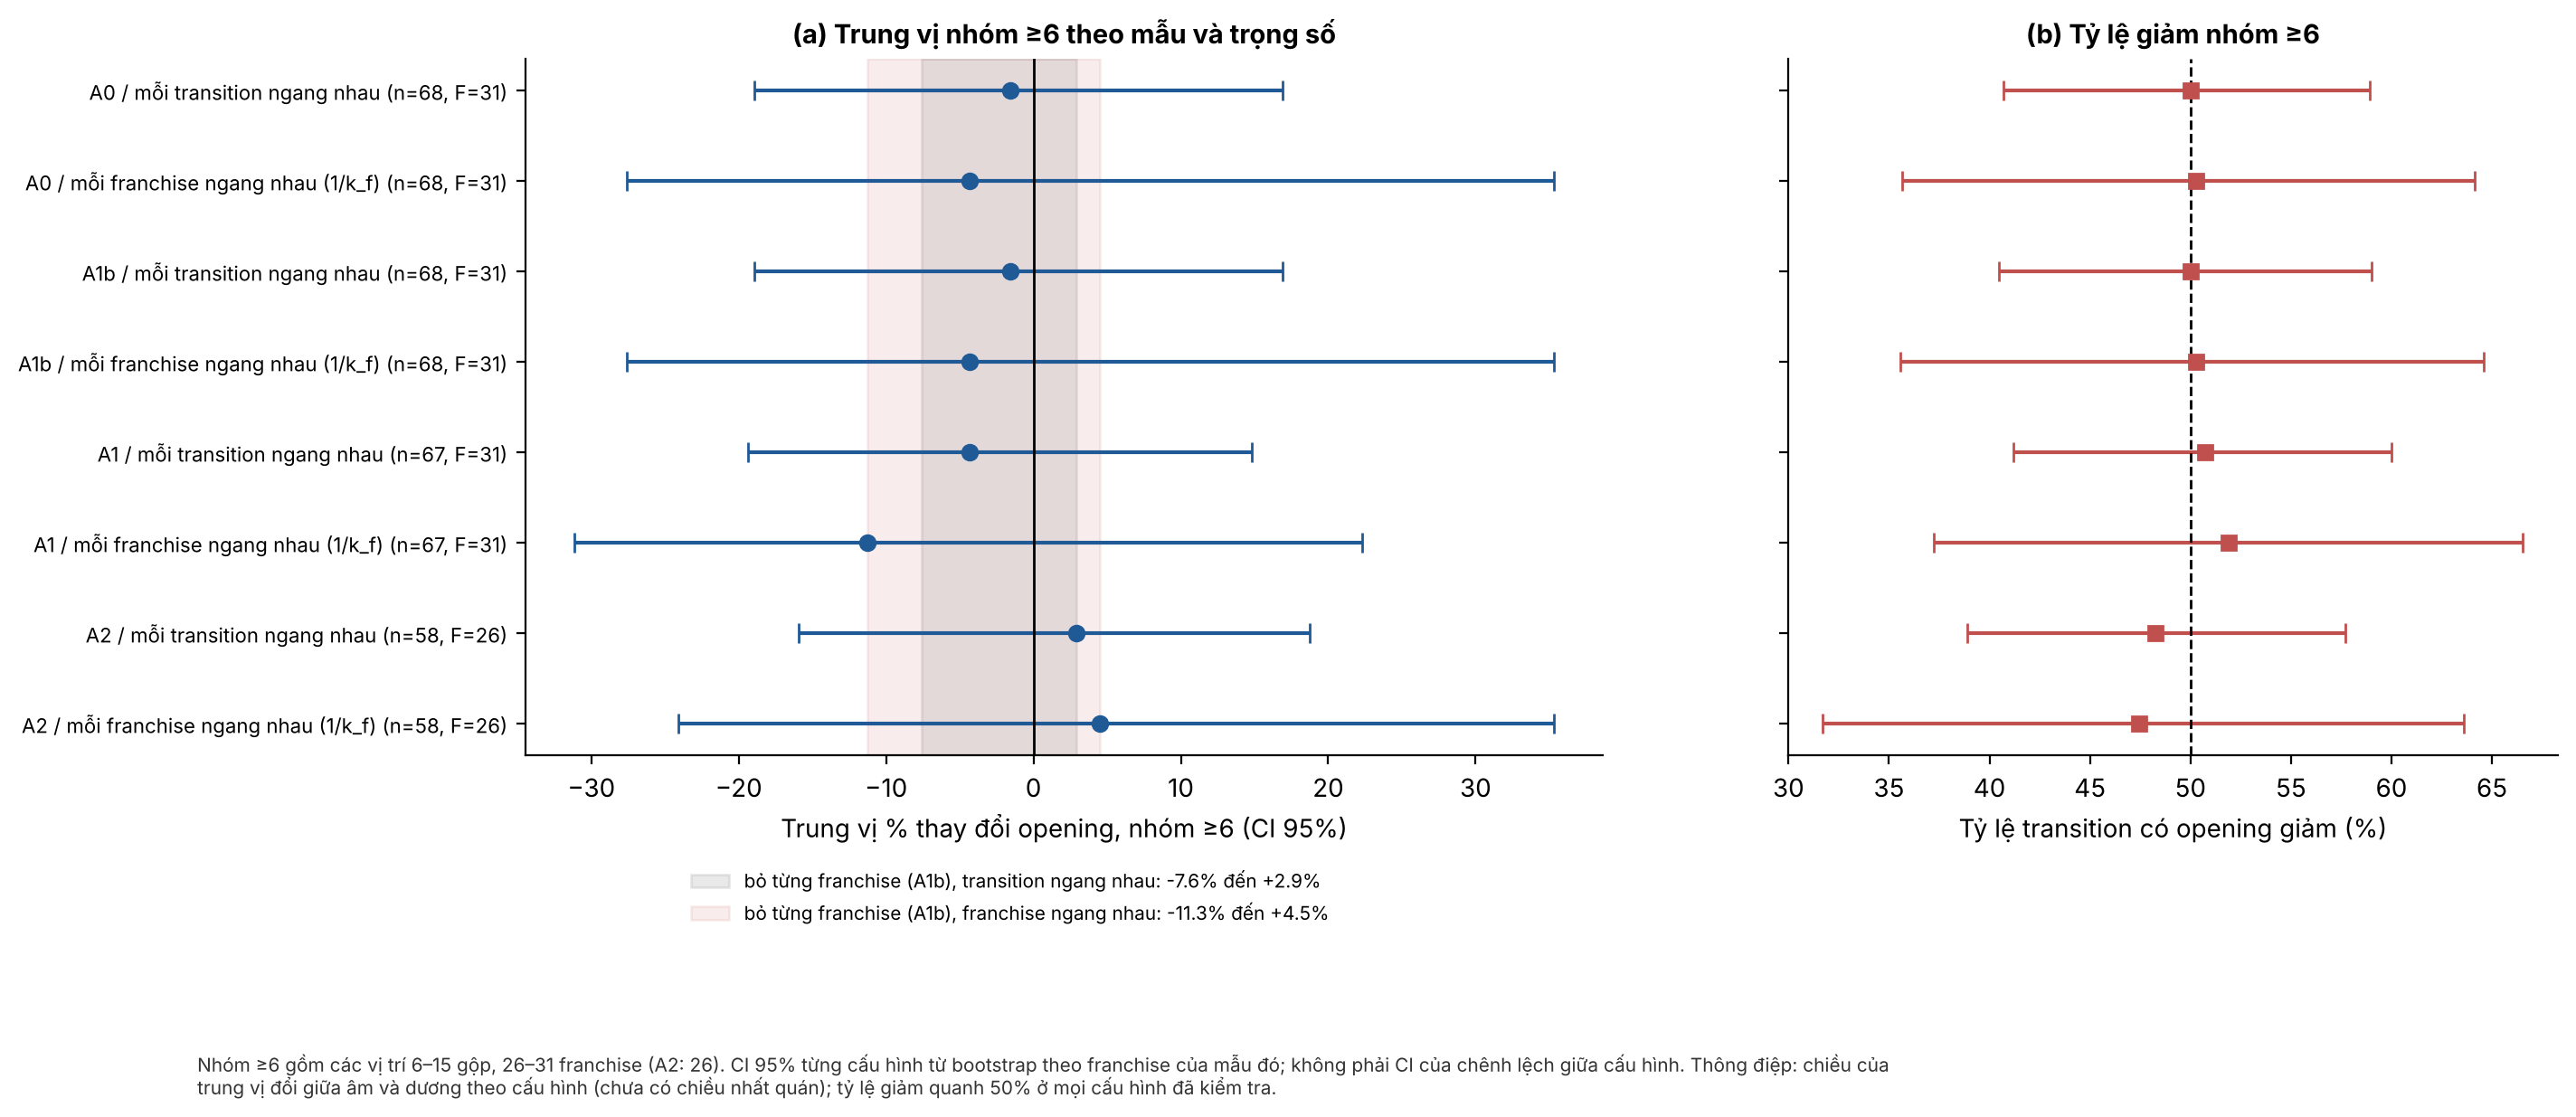 (a) Trung vị nhóm ≥6 theo mẫu và trọng số
A0 / mỗi transition ngang nhau (n=68, F=31)
A0 / mỗi franchise ngang nhau (1/k_f) (n=68, F=31)
A1b / mỗi transition ngang nhau (n=68, F=31)
A1b / mỗi franchise ngang nhau (1/k_f) (n=68, F=31)
A1 / mỗi transition ngang nhau (n=67, F=31)
A1 / mỗi franchise ngang nhau (1/k_f) (n=67, F=31)
A2 / mỗi transition ngang nhau (n=58, F=26)
A2 / mỗi franchise ngang nhau (1/k_f) (n=58, F=26)
−30 −20 −10 0 10 20 30
Trung vị % thay đổi opening, nhóm ≥6 (CI 95%)
bỏ từng franchise (A1b), transition ngang nhau: -7.6% đến +2.9%
bỏ từng franchise (A1b), franchise ngang nhau: -11.3% đến +4.5%
(b) Tỷ lệ giảm nhóm ≥6
30 35 40 45 50 55 60 65
Tỷ lệ transition có opening giảm (%)
Nhóm ≥6 gồm các vị trí 6–15 gộp, 26–31 franchise (A2: 26). CI 95% từng cấu hình từ bootstrap theo franchise của mẫu đó; không phải CI của chênh lệch giữa cấu hình. Thông điệp: chiều của
trung vị đổi giữa âm và dương theo cấu hình (chưa có chiều nhất quán); tỷ lệ giảm quanh 50% ở mọi cấu hình đã kiểm tra.